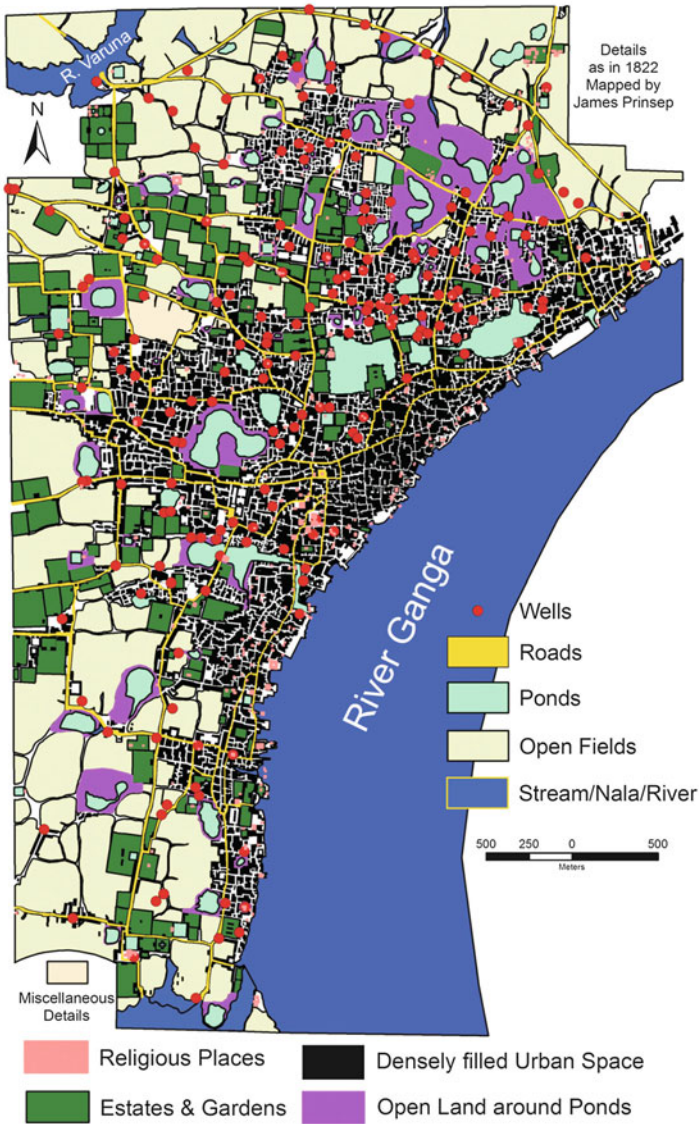 R. Varuna
Details
as in 1822
Mapped by
James Prinsep
N
River Ganga
Wells
Roads
Ponds
Open Fields
Stream/Nala/River
500 250 0 500
Meters
Miscellaneous
Details
Religious Places
Densely filled Urban Space
Estates & Gardens
Open Land around Ponds